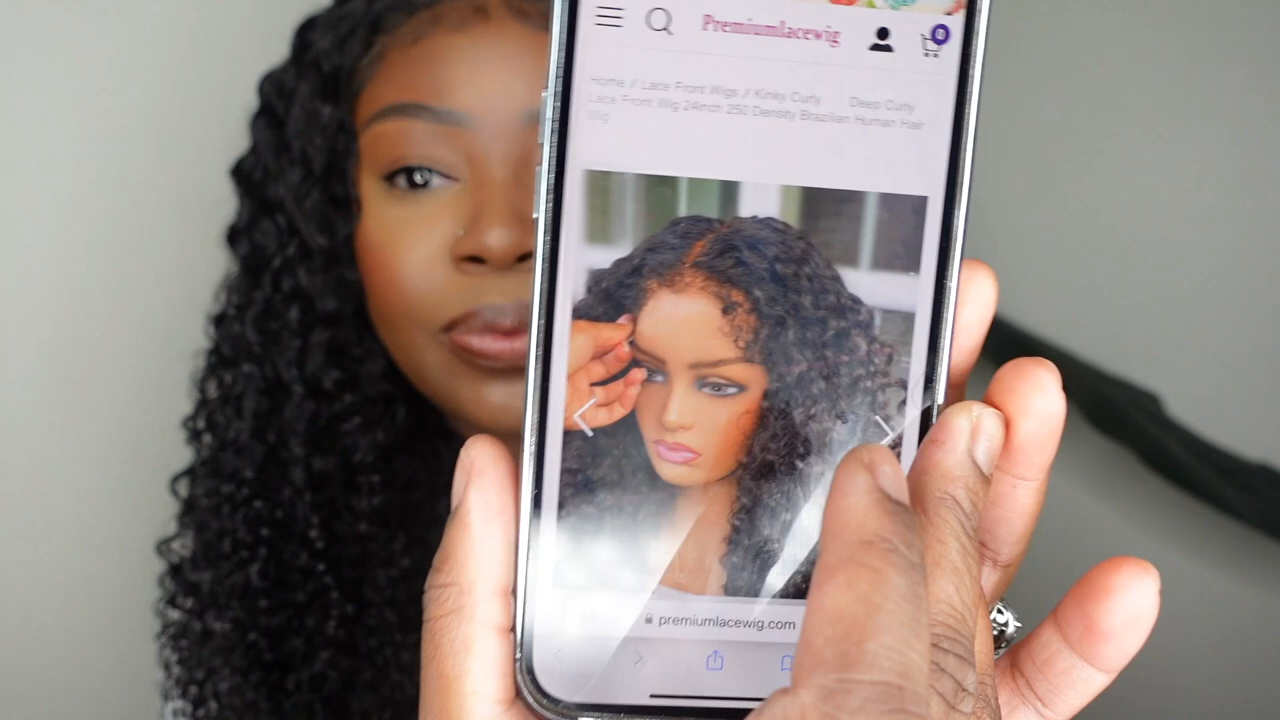 Premiumlacewig
0
Home // Lace Front Wigs // Kinky Curly Deep Curly
Lace Front Wig 24inch 250 Density Brazilian Human Hair
Wig
premiumlacewig.com